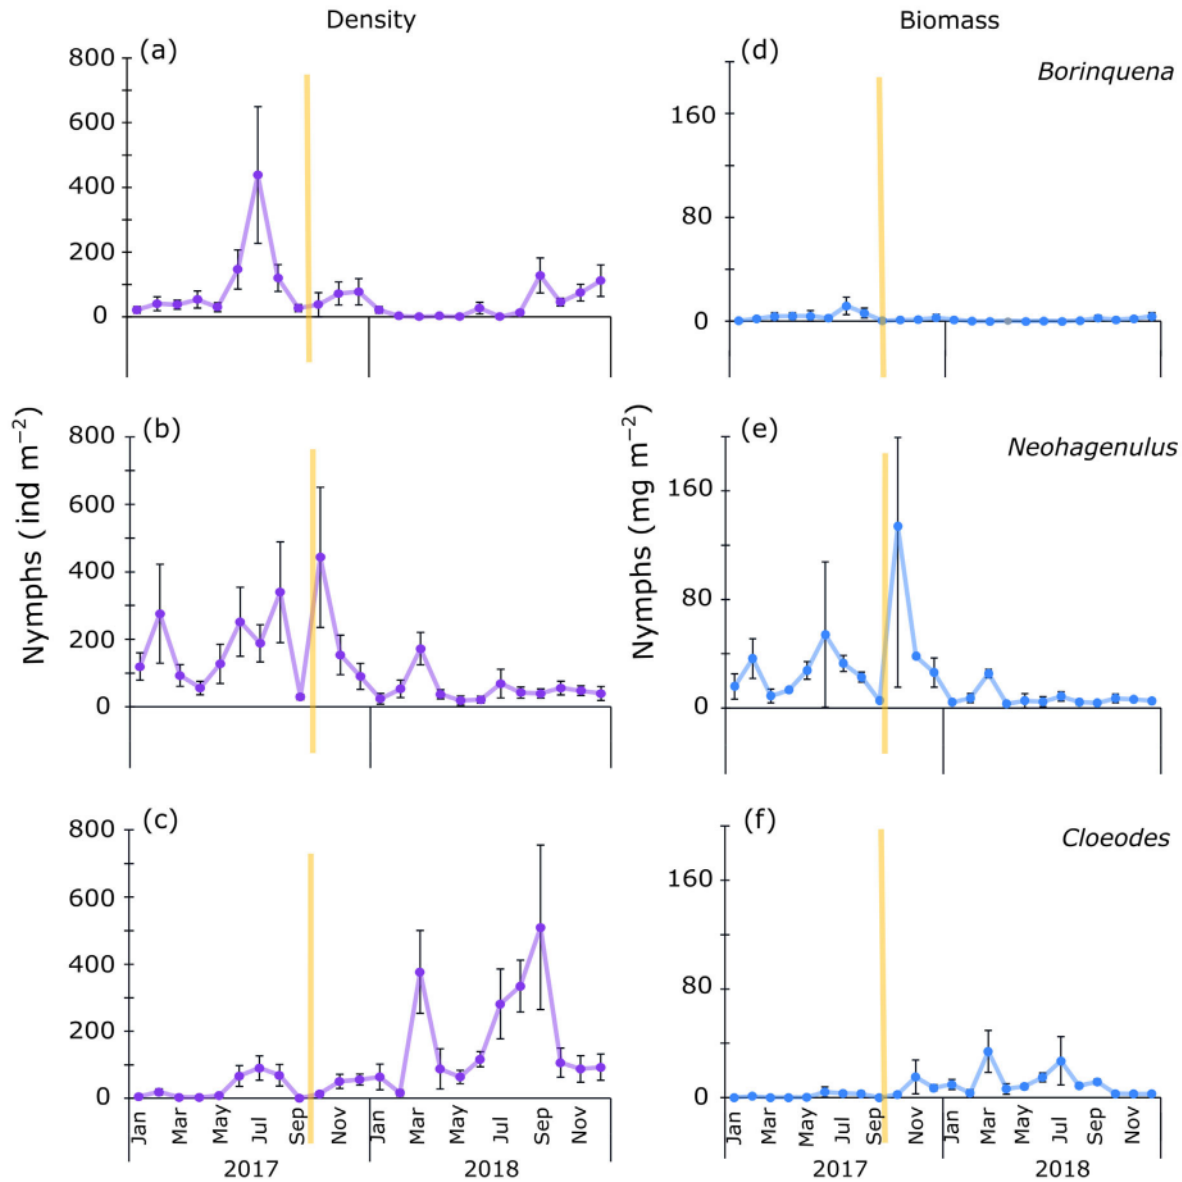 Density
Biomass
(a)
(d)
Borinquena
800
600
400
200
0
160
80
0
(b)
(e)
Neohagenulus
800
600
400
200
0
160
80
0
Nymphs ( ind m−2)
Nymphs (mg m−2)
(c)
(f)
Cloeodes
800
600
400
200
0
160
80
0
Jan Mar May Jul Sep Nov Jan Mar May Jul Sep Nov
2017 2018
Jan Mar May Jul Sep Nov Jan Mar May Jul Sep Nov
2017 2018